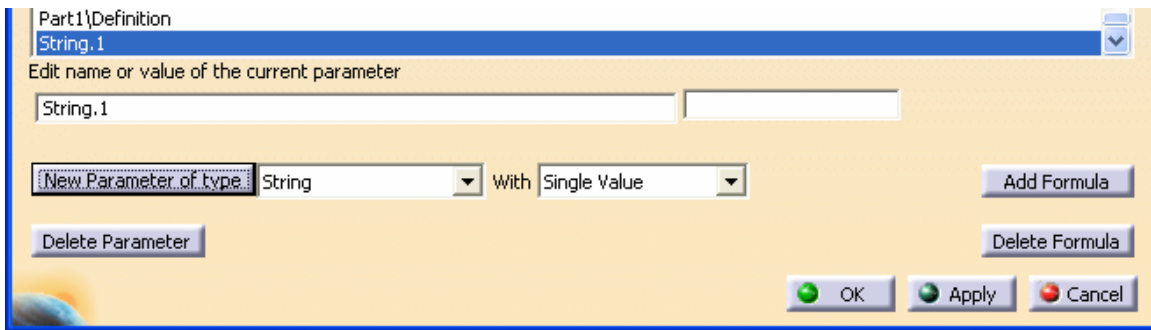 Part1\Definition
String.1
Edit name or value of the current parameter
String.1
New Parameter of type String With Single Value Add Formula
Delete Parameter Delete Formula
OK Apply Cancel